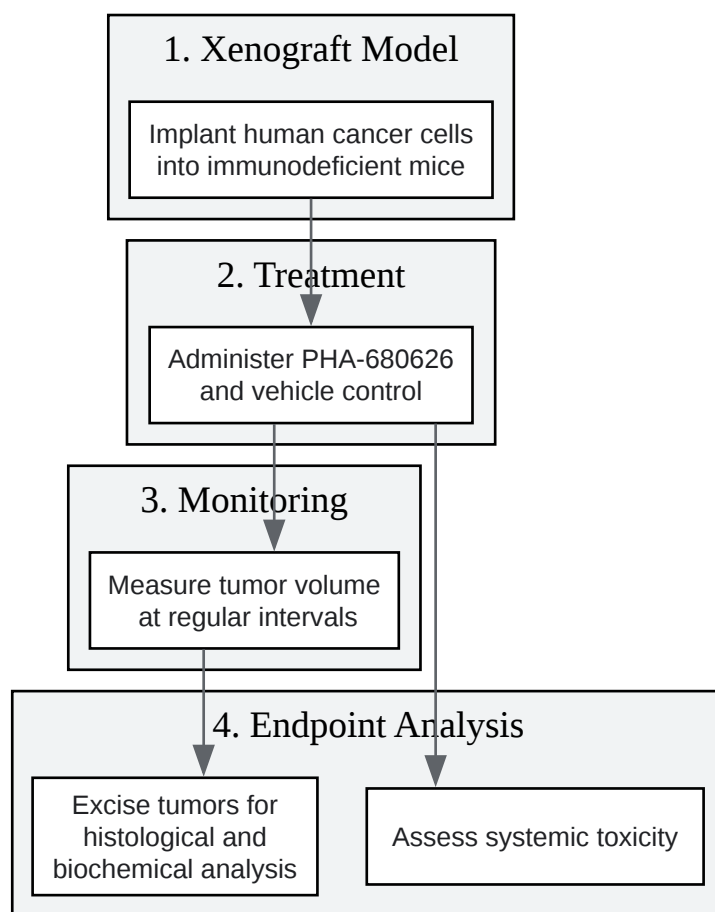 1. Xenograft Model
Implant human cancer cells
into immunodeficient mice
2. Treatment
Administer PHA-680626
and vehicle control
3. Monitoring
Measure tumor volume
at regular intervals
4. Endpoint Analysis
Excise tumors for
histological and
biochemical analysis
Assess systemic toxicity